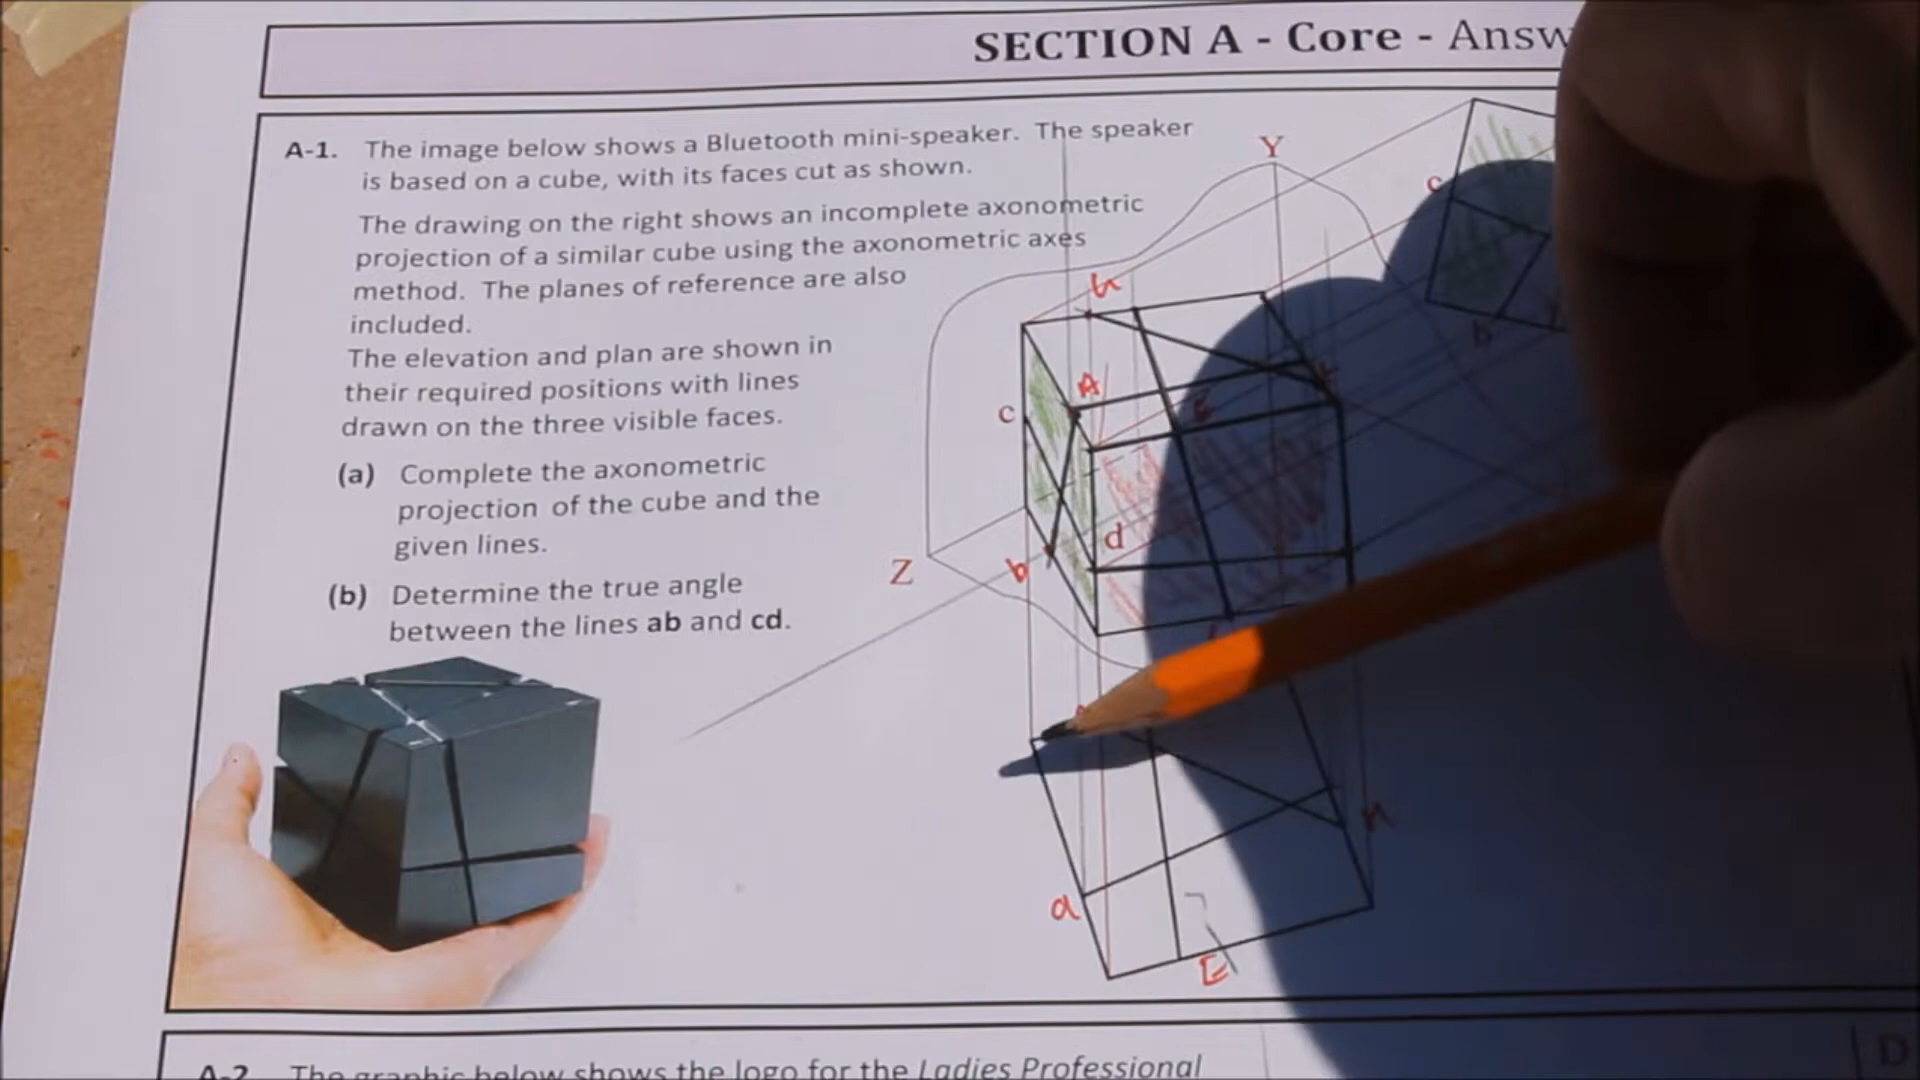 SECTION A - Core - Answ
A-1. The image below shows a Bluetooth mini-speaker. The speaker
is based on a cube, with its faces cut as shown.
The drawing on the right shows an incomplete axonometric
projection of a similar cube using the axonometric axes
method. The planes of reference are also
included.
The elevation and plan are shown in
their required positions with lines
drawn on the three visible faces.
(a) Complete the axonometric
projection of the cube and the
given lines.
(b) Determine the true angle
between the lines ab and cd.
Y
c
A
c
d
b
Z
a
E
A-2 The graphic below shows the logo for the Ladies Professional
D